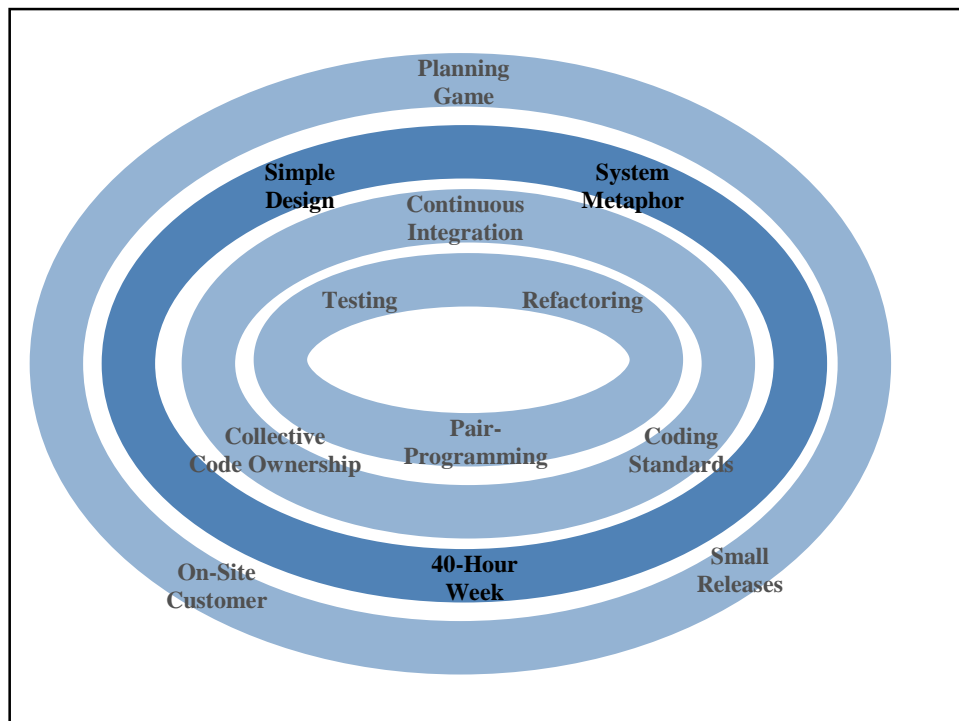 Planning
Game
Simple
Design
System
Metaphor
Continuous
Integration
Testing
Refactoring
Collective
Code Ownership
Pair-
Programming
Coding
Standards
On-Site
Customer
40-Hour
Week
Small
Releases